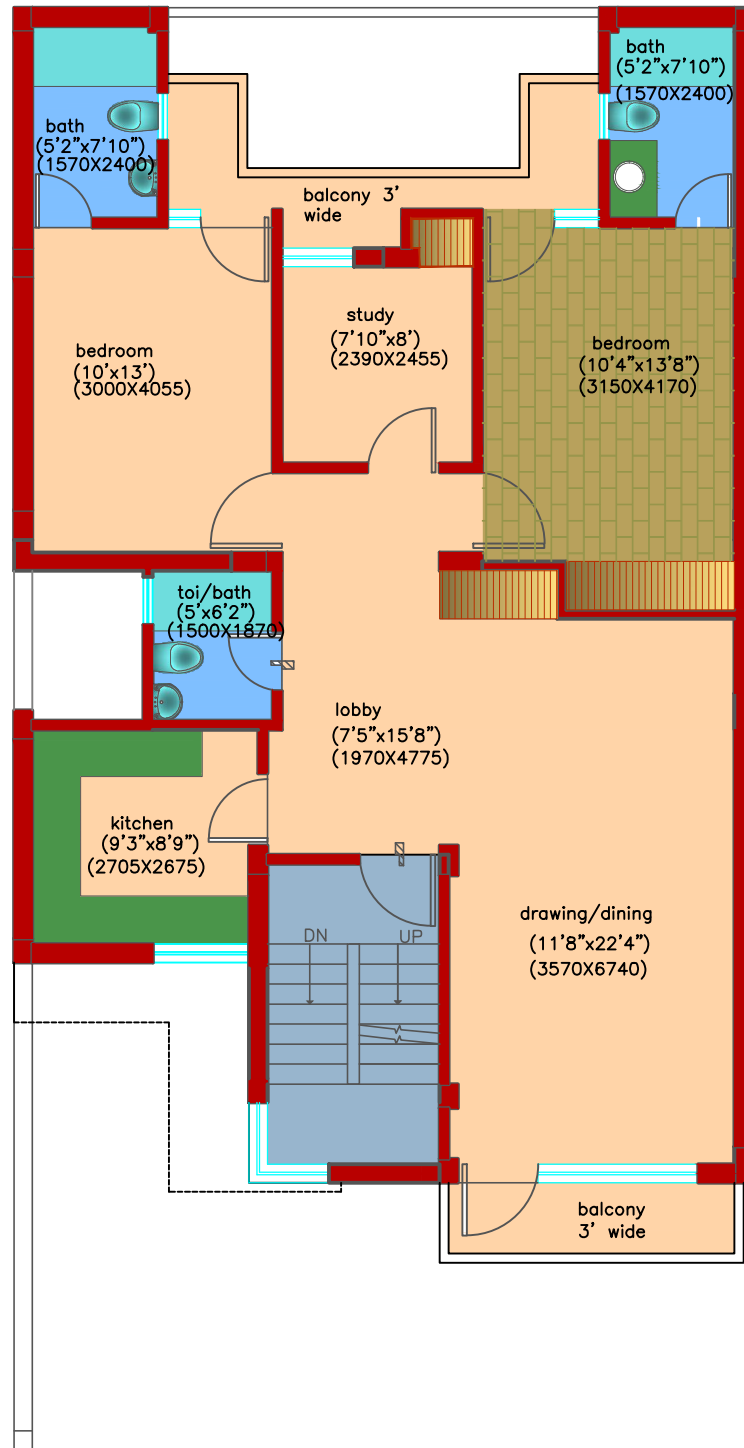 bath
(5'2"x7'10")
(1570X2400)
bath
(5'2"x7'10")
(1570X2400)
balcony 3'
wide
study
(7'10"x8')
(2390X2455)
bedroom
(10'x13')
(3000X4055)
bedroom
(10'4"x13'8")
(3150X4170)
toi/bath
(5'x6'2")
(1500X1870)
lobby
(7'5"x15'8")
(1970X4775)
kitchen
(9'3"x8'9")
(2705X2675)
drawing/dining
(11'8"x22'4")
(3570X6740)
DN
UP
balcony
3' wide